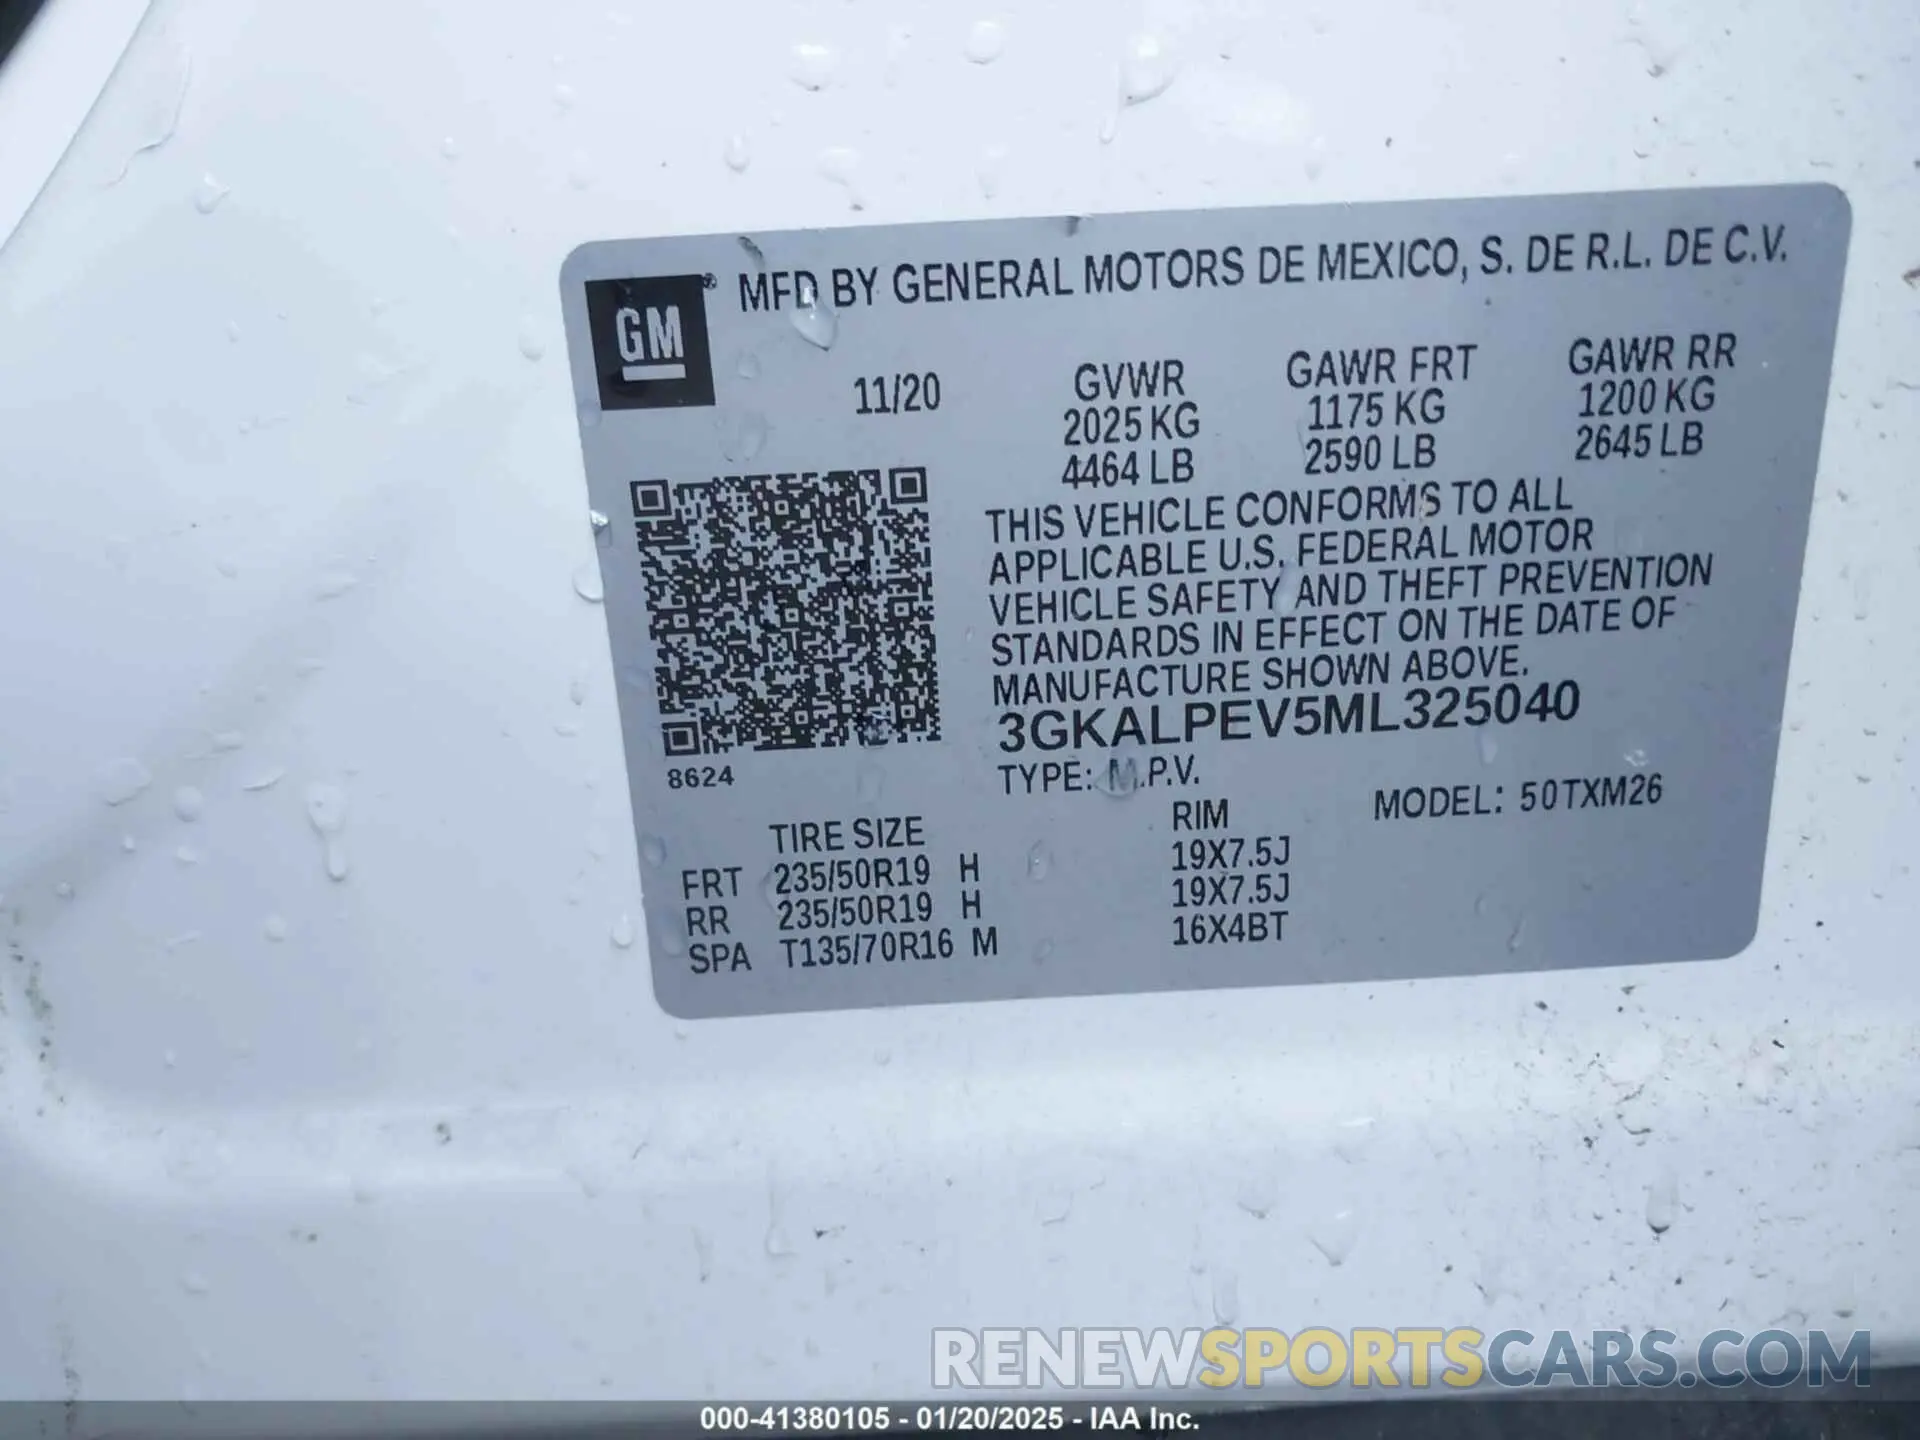 GM® MFD BY GENERAL MOTORS DE MEXICO, S. DE R.L. DE C.V.
11/20 GVWR GAWR FRT GAWR RR
2025 KG 1175 KG 1200 KG
4464 LB 2590 LB 2645 LB
THIS VEHICLE CONFORMS TO ALL
APPLICABLE U.S. FEDERAL MOTOR
VEHICLE SAFETY AND THEFT PREVENTION
STANDARDS IN EFFECT ON THE DATE OF
MANUFACTURE SHOWN ABOVE.
3GKALPEV5ML325040
8624 TYPE: M.P.V. MODEL: 50TXM26
TIRE SIZE RIM
FRT 235/50R19 H 19X7.5J
RR 235/50R19 H 19X7.5J
SPA T135/70R16 M 16X4BT
RENEWSPORTSCARS.COM
000-41380105 - 01/20/2025 - IAA Inc.